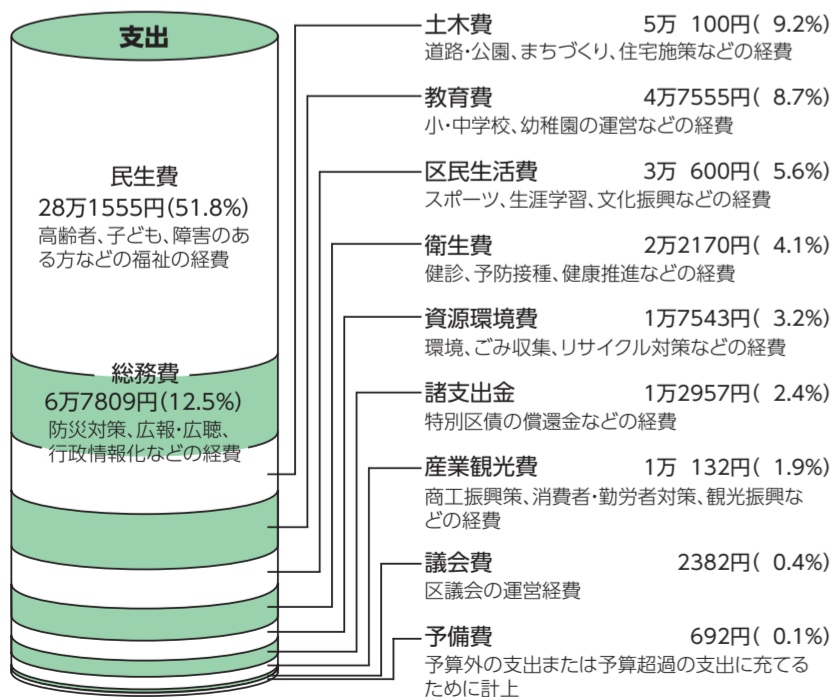 支出
民生費
28万1555円(51.8%)
高齢者、子ども、障害のあ
る方などの福祉の経費
総務費
6万7809円(12.5%)
防災対策、広報・広聴、
行政情報化などの経費
土木費 5万 100円( 9.2%)
道路・公園、まちづくり、住宅施策などの経費
教育費 4万7555円( 8.7%)
小・中学校、幼稚園の運営などの経費
区民生活費 3万 600円( 5.6%)
スポーツ、生涯学習、文化振興などの経費
衛生費 2万2170円( 4.1%)
健診、予防接種、健康推進などの経費
資源環境費 1万7543円( 3.2%)
環境、ごみ収集、リサイクル対策などの経費
諸支出金 1万2957円( 2.4%)
特別区債の償還金などの経費
産業観光費 1万 132円( 1.9%)
商工振興策、消費者・勤労者対策、観光振興な
どの経費
議会費 2382円( 0.4%)
区議会の運営経費
予備費 692円( 0.1%)
予算外の支出または予算超過の支出に充てる
ために計上